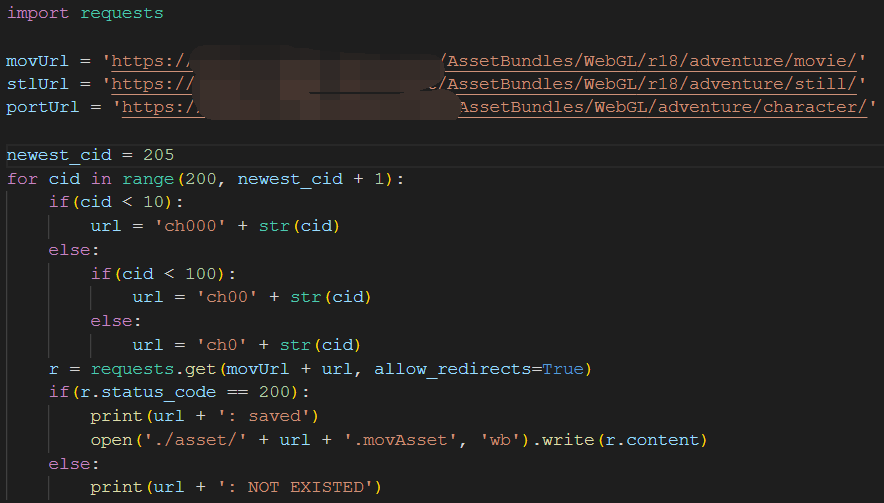 import requests
movUrl = 'https:/ /AssetBundles/WebGL/r18/adventure/movie/'
stlUrl = 'https:/ /AssetBundles/WebGL/r18/adventure/still/'
portUrl = 'https:/ AssetBundles/WebGL/adventure/character/'
newest_cid = 205
for cid in range(200, newest_cid + 1):
if(cid < 10):
url = 'ch000' + str(cid)
else:
if(cid < 100):
url = 'ch00' + str(cid)
else:
url = 'ch0' + str(cid)
r = requests.get(movUrl + url, allow_redirects=True)
if(r.status_code == 200):
print(url + ': saved')
open('./asset/' + url + '.movAsset', 'wb').write(r.content)
else:
print(url + ': NOT EXISTED')